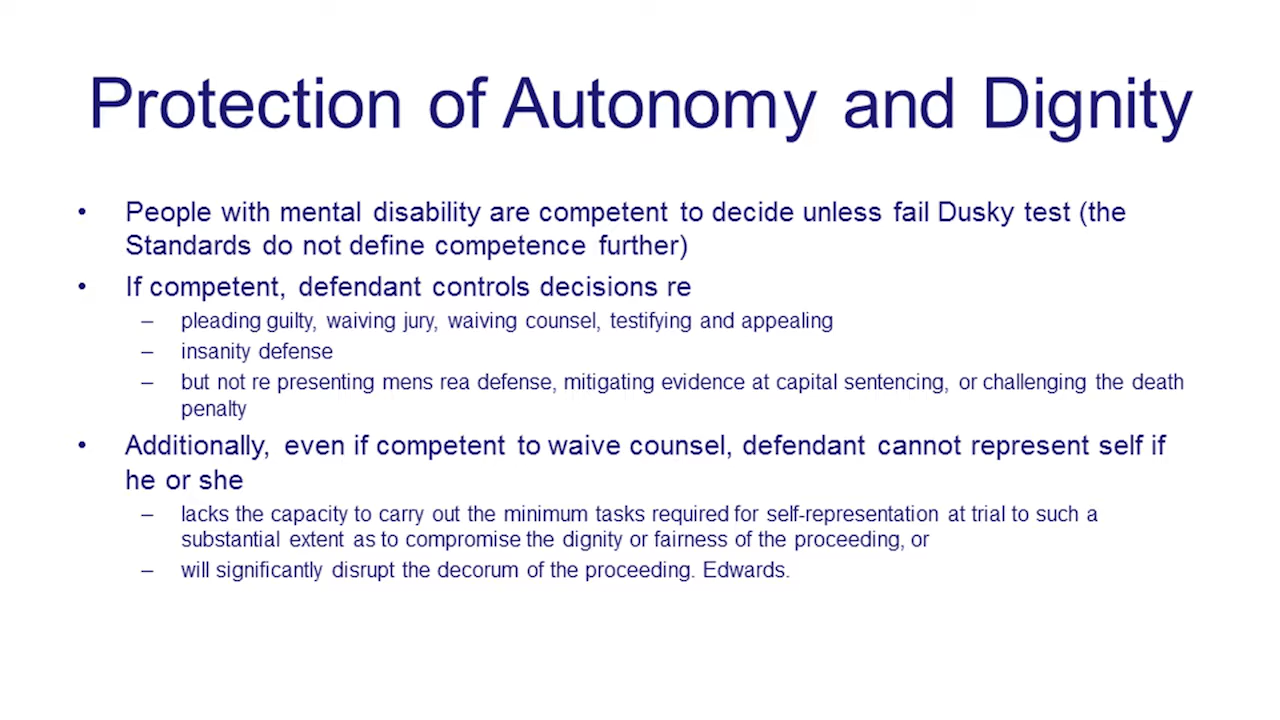 Protection of Autonomy and Dignity
• People with mental disability are competent to decide unless fail Dusky test (the
Standards do not define competence further)
• If competent, defendant controls decisions re
– pleading guilty, waiving jury, waiving counsel, testifying and appealing
– insanity defense
– but not re presenting mens rea defense, mitigating evidence at capital sentencing, or challenging the death
penalty
• Additionally, even if competent to waive counsel, defendant cannot represent self if
he or she
– lacks the capacity to carry out the minimum tasks required for self-representation at trial to such a
substantial extent as to compromise the dignity or fairness of the proceeding, or
– will significantly disrupt the decorum of the proceeding. Edwards.